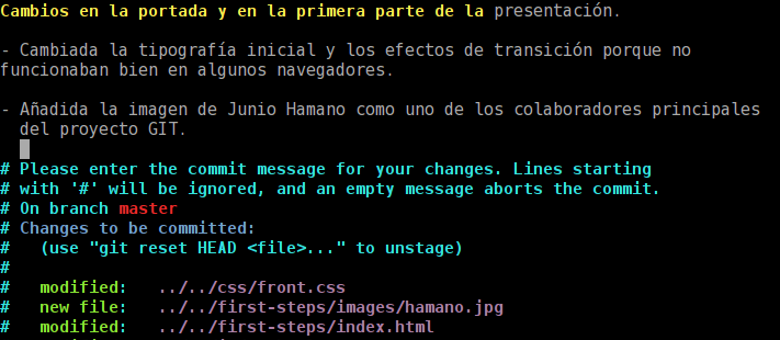 Cambios en la portada y en la primera parte de la presentación.
- Cambiada la tipografía inicial y los efectos de transición porque no
funcionaban bien en algunos navegadores.
- Añadida la imagen de Junio Hamano como uno de los colaboradores principales
del proyecto GIT.
# Please enter the commit message for your changes. Lines starting
# with '#' will be ignored, and an empty message aborts the commit.
# On branch master
# Changes to be committed:
#   (use "git reset HEAD <file>..." to unstage)
#
#   modified:   ../../css/front.css
#   new file:   ../../first-steps/images/hamano.jpg
#   modified:   ../../first-steps/index.html